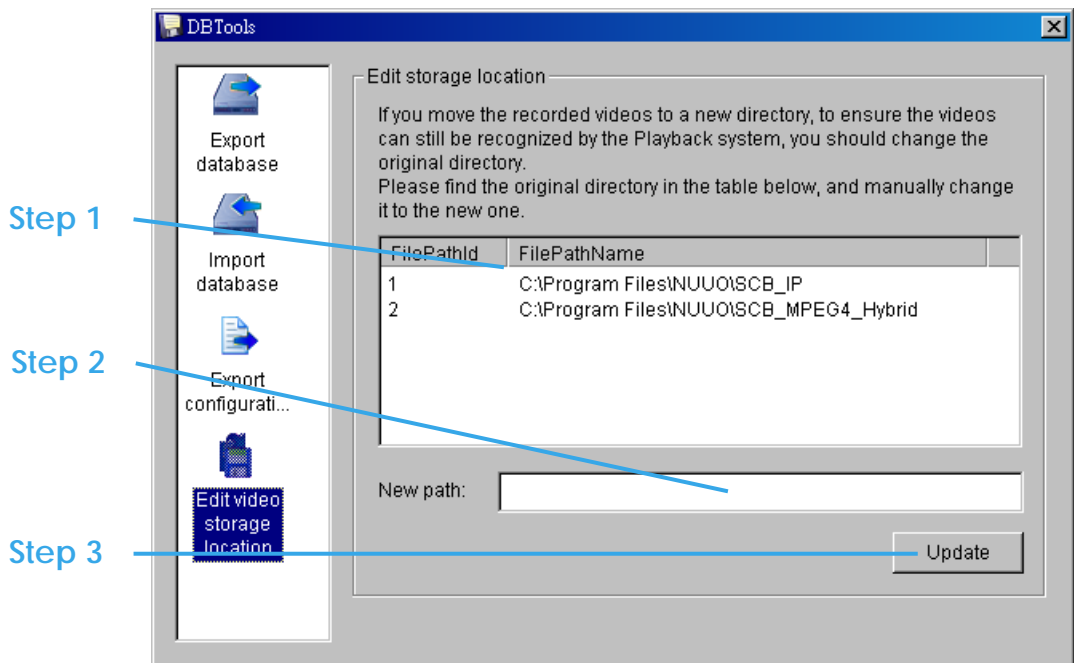 DBTools
Export
database
Import
database
Export
configurati...
Edit video
storage
location
Edit storage location
If you move the recorded videos to a new directory, to ensure the videos
can still be recognized by the Playback system, you should change the
original directory.
Please find the original directory in the table below, and manually change
it to the new one.
FilePathId FilePathName
1 C:\Program Files\NUUO\SCB_IP
2 C:\Program Files\NUUO\SCB_MPEG4_Hybrid
New path:
Update
Step 1
Step 2
Step 3